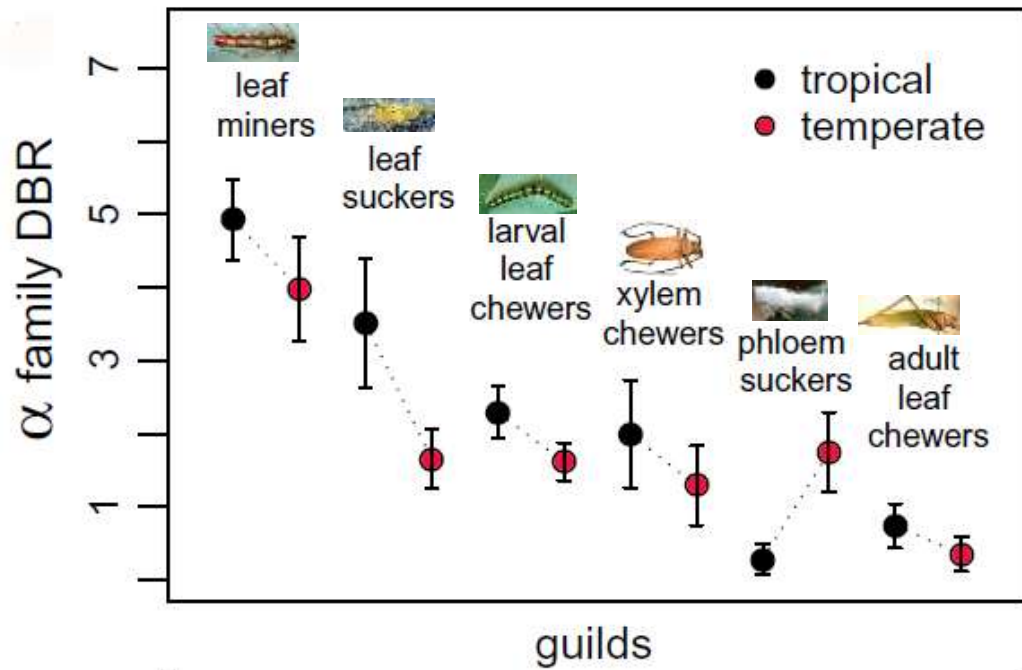 leaf
miners
leaf
suckers
larval
leaf
chewers
xylem
chewers
phloem
suckers
adult
leaf
chewers
tropical
temperate
α family DBR
7
5
3
1
guilds